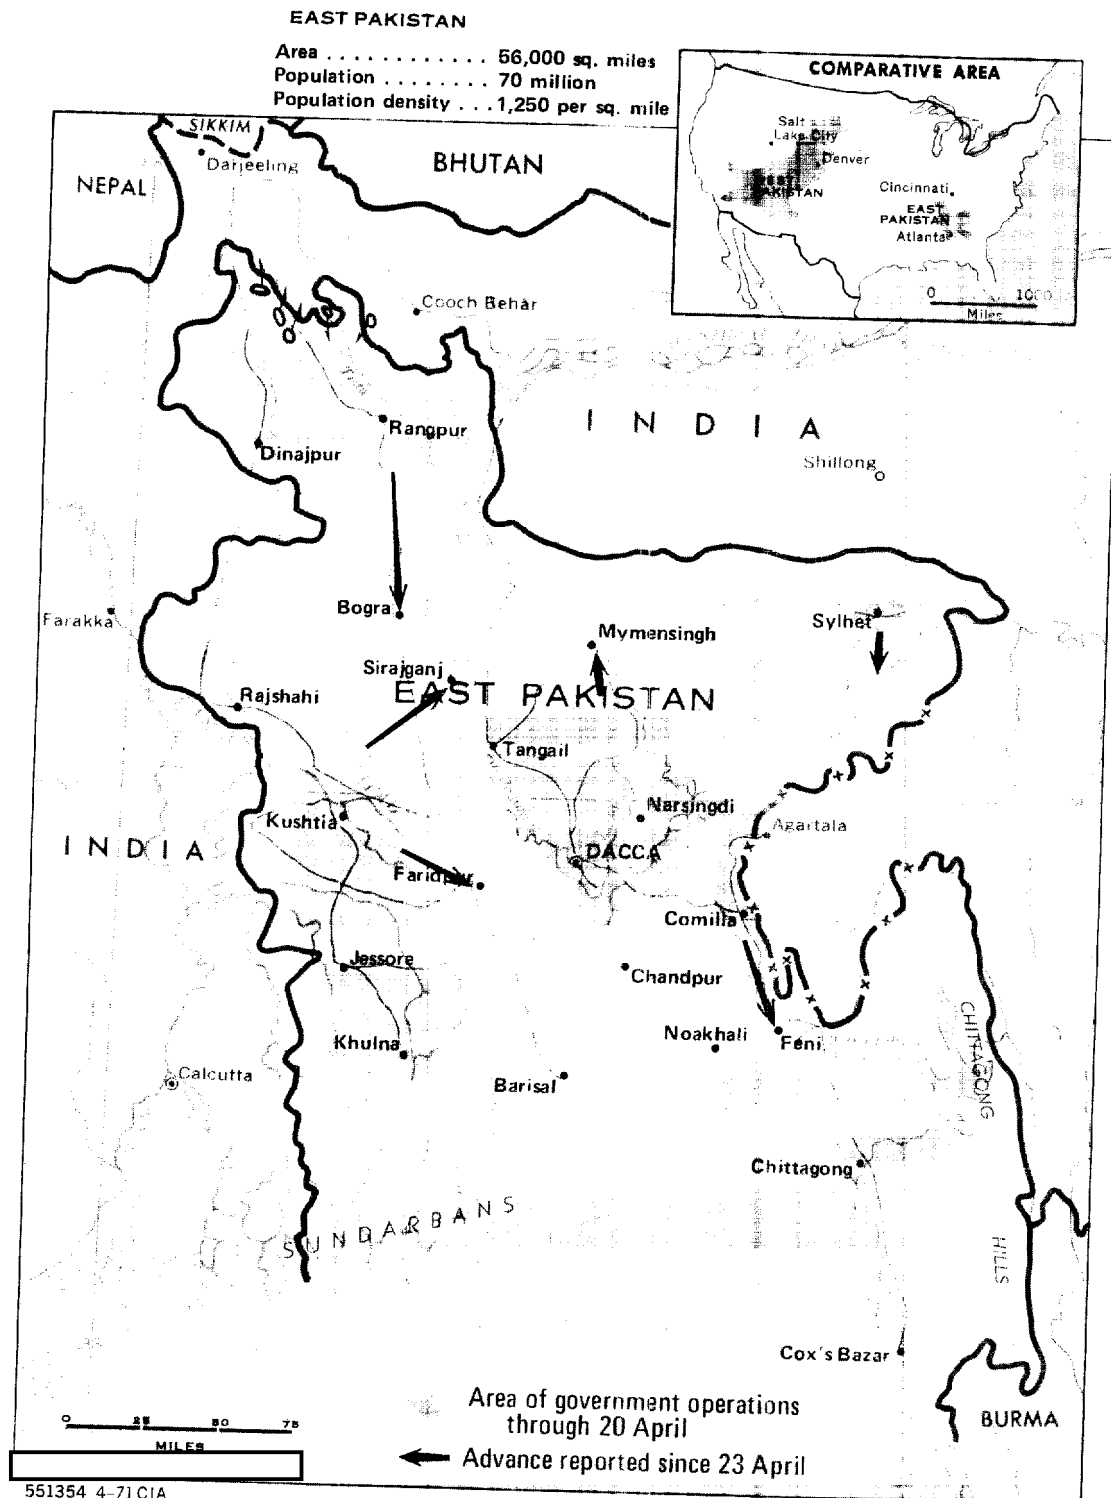 EAST PAKISTAN
Area . . . . . . . . . . . . . 56,000 sq. miles
Population . . . . . . . . 70 million
Population density . . . 1,250 per sq. mile
COMPARATIVE AREA
Salt
Lake City
Denver
WEST
PAKISTAN
Cincinnati
EAST
PAKISTAN
Atlanta
0 1000
Miles
SIKKIM
Darjeeling
NEPAL
BHUTAN
Cooch Behar
Rangpur
Dinajpur
INDIA
Shillong
Farakka
Bogra
Mymensingh
Sylhet
Sirajganj
EAST PAKISTAN
Rajshahi
Tangail
Narsingdi
Kushtia
Agartala
INDIA
DACCA
Faridpur
Comilla
Jessore
Chandpur
Noakhali
Feni
Khulna
CHITTAGONG
Calcutta
Barisal
Chittagong
SUNDARBANS
HILLS
Cox's Bazar
BURMA
Area of government operations
through 20 April
Advance reported since 23 April
0 25 50 75
MILES
551354 4-71 CIA